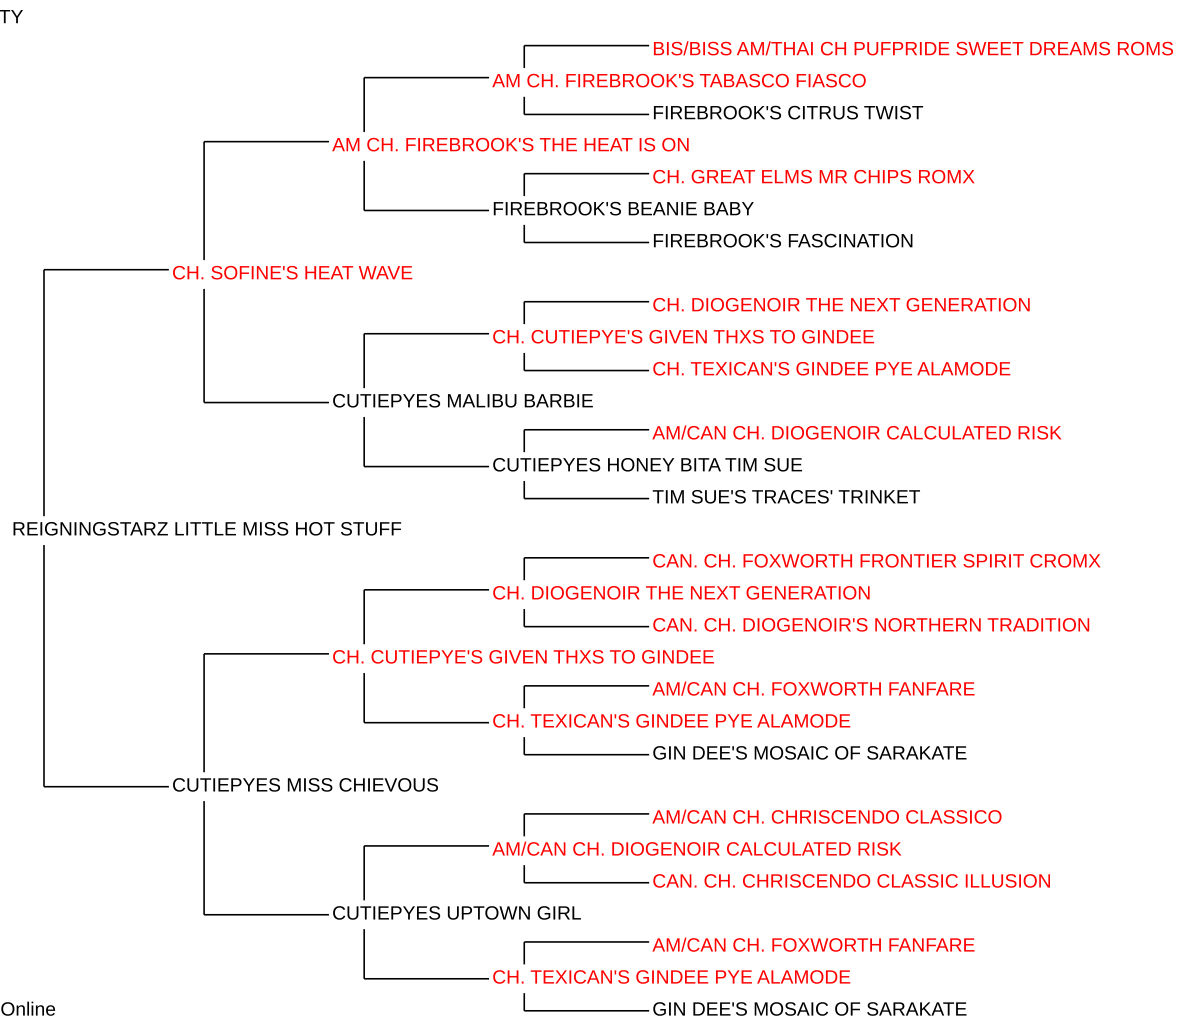 TY
BIS/BISS AM/THAI CH PUFPRIDE SWEET DREAMS ROMS
AM CH. FIREBROOK'S TABASCO FIASCO
FIREBROOK'S CITRUS TWIST
AM CH. FIREBROOK'S THE HEAT IS ON
CH. GREAT ELMS MR CHIPS ROMX
FIREBROOK'S BEANIE BABY
FIREBROOK'S FASCINATION
CH. SOFINE'S HEAT WAVE
CH. DIOGENOIR THE NEXT GENERATION
CH. CUTIEPYE'S GIVEN THXS TO GINDEE
CH. TEXICAN'S GINDEE PYE ALAMODE
CUTIEPYES MALIBU BARBIE
AM/CAN CH. DIOGENOIR CALCULATED RISK
CUTIEPYES HONEY BITA TIM SUE
TIM SUE'S TRACES' TRINKET
REIGNINGSTARZ LITTLE MISS HOT STUFF
CAN. CH. FOXWORTH FRONTIER SPIRIT CROMX
CH. DIOGENOIR THE NEXT GENERATION
CAN. CH. DIOGENOIR'S NORTHERN TRADITION
CH. CUTIEPYE'S GIVEN THXS TO GINDEE
AM/CAN CH. FOXWORTH FANFARE
CH. TEXICAN'S GINDEE PYE ALAMODE
GIN DEE'S MOSAIC OF SARAKATE
CUTIEPYES MISS CHIEVOUS
AM/CAN CH. CHRISCENDO CLASSICO
AM/CAN CH. DIOGENOIR CALCULATED RISK
CAN. CH. CHRISCENDO CLASSIC ILLUSION
CUTIEPYES UPTOWN GIRL
AM/CAN CH. FOXWORTH FANFARE
CH. TEXICAN'S GINDEE PYE ALAMODE
GIN DEE'S MOSAIC OF SARAKATE
Online